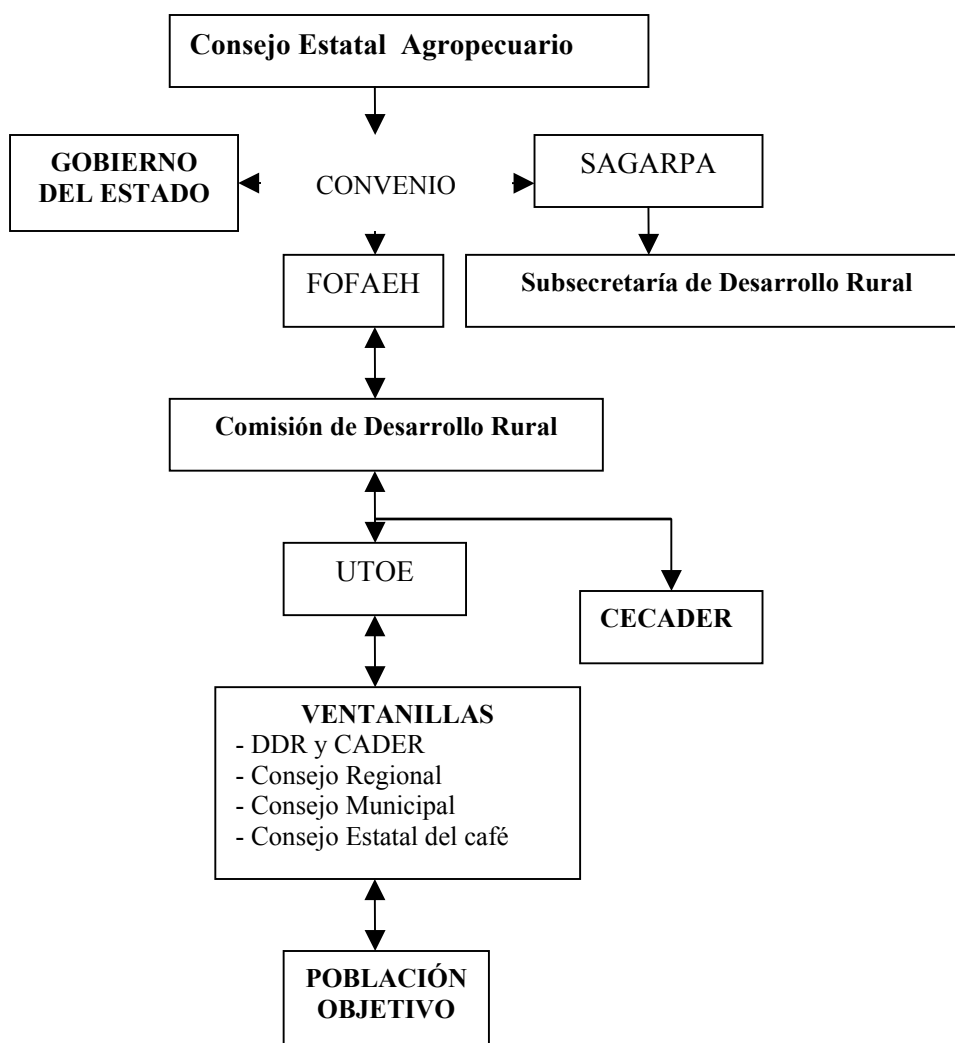 Consejo Estatal Agropecuario
GOBIERNO
DEL ESTADO
CONVENIO
SAGARPA
FOFAEH
Subsecretaría de Desarrollo Rural
Comisión de Desarrollo Rural
UTOE
CECADER
VENTANILLAS
- DDR y CADER
- Consejo Regional
- Consejo Municipal
- Consejo Estatal del café
POBLACIÓN
OBJETIVO